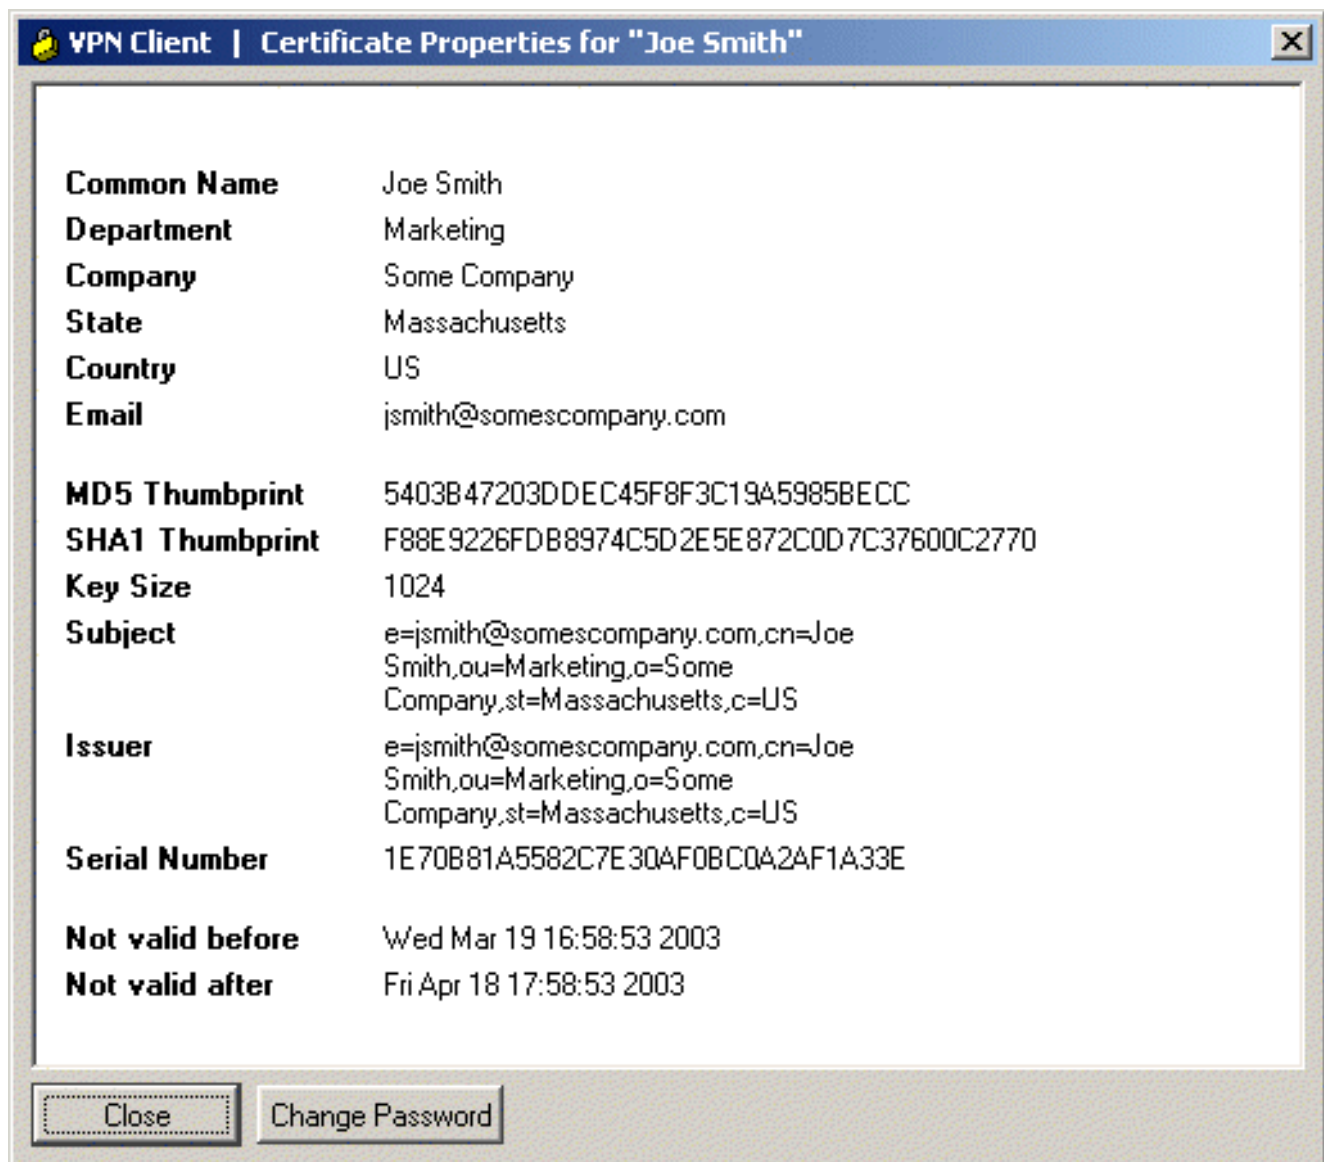 VPN Client | Certificate Properties for "Joe Smith"
Common Name Joe Smith
Department Marketing
Company Some Company
State Massachusetts
Country US
Email jsmith@somescompany.com
MD5 Thumbprint 5403B47203DDEC45F8F3C19A5985BECC
SHA1 Thumbprint F88E9226FDB8974C5D2E5E872C0D7C37600C2770
Key Size 1024
Subject e=jsmith@somescompany.com,cn=Joe
Smith,ou=Marketing,o=Some
Company,st=Massachusetts,c=US
Issuer e=jsmith@somescompany.com,cn=Joe
Smith,ou=Marketing,o=Some
Company,st=Massachusetts,c=US
Serial Number 1E70B81A5582C7E30AF0BC0A2AF1A33E
Not valid before Wed Mar 19 16:58:53 2003
Not valid after Fri Apr 18 17:58:53 2003
Close Change Password